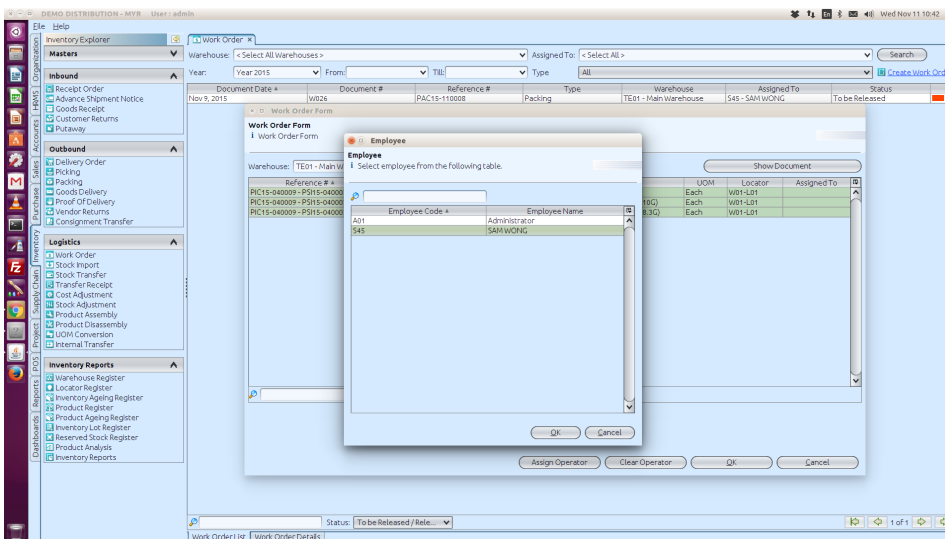 DEMO DISTRIBUTION - MYR User : admin
Wed Nov 11 10:42
File Help
Inventory Explorer
Masters
Inbound
Receipt Order
Advance Shipment Notice
Goods Receipt
Customer Returns
Putaway
Outbound
Delivery Order
Picking
Packing
Goods Delivery
Proof Of Delivery
Vendor Returns
Consignment Transfer
Logistics
Work Order
Stock Import
Stock Transfer
Transfer Receipt
Cost Adjustment
Stock Adjustment
Product Assembly
Product Disassembly
UOM Conversion
Internal Transfer
Inventory Reports
Warehouse Register
Locator Register
Inventory Ageing Register
Product Register
Product Ageing Register
Inventory Lot Register
Reserved Stock Register
Product Analysis
Inventory Reports
Organization
HRMS
Accounts
Sales
Purchase
Inventory
Supply Chain
Project
POS
Reports
Dashboards
Work Order
Warehouse: < Select All Warehouses > Assigned To: < Select All > Search
Year: Year 2015 From: Till: Type All Create Work Ord
Document Date Document # Reference # Type Warehouse Assigned To Status
Nov 9, 2015 W026 PAC15-110008 Packing TE01 - Main Warehouse S45 - SAM WONG To be Released
Work Order Form
Work Order Form
Work Order Form
Warehouse: TE01 - Main W Show Document
Reference # UOM Locator Assigned To
PIC15-040009 - PSI15-04000 Each W01-L01
PIC15-040009 - PSI15-04000 10G) Each W01-L01
PIC15-040009 - PSI15-04000 8.3G) Each W01-L01
Employee
Employee
Select employee from the following table.
Employee Code Employee Name
A01 Administrator
S45 SAM WONG
OK Cancel
Assign Operator Clear Operator OK Cancel
Status: To be Released / Rele... 1 of 1
Work Order List Work Order Details